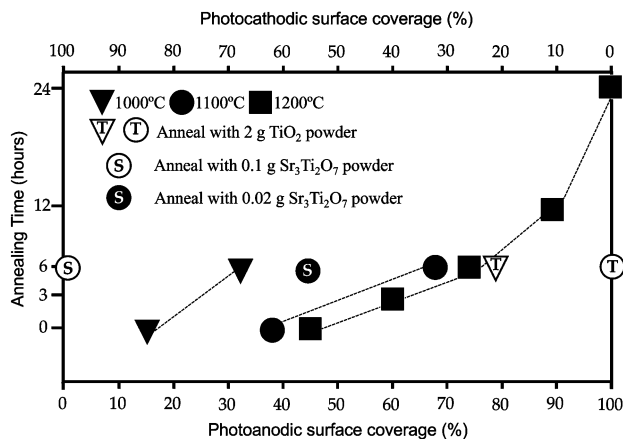 Photocathodic surface coverage (%)
100 90 80 70 60 50 40 30 20 10 0
24
1000ºC 1100ºC 1200ºC
T T Anneal with 2 g TiO₂ powder
S Anneal with 0.1 g Sr₃Ti₂O₇ powder
S Anneal with 0.02 g Sr₃Ti₂O₇ powder
12
6 S S T T
3
0
Annealing Time (hours)
0 10 20 30 40 50 60 70 80 90 100
Photoanodic surface coverage (%)